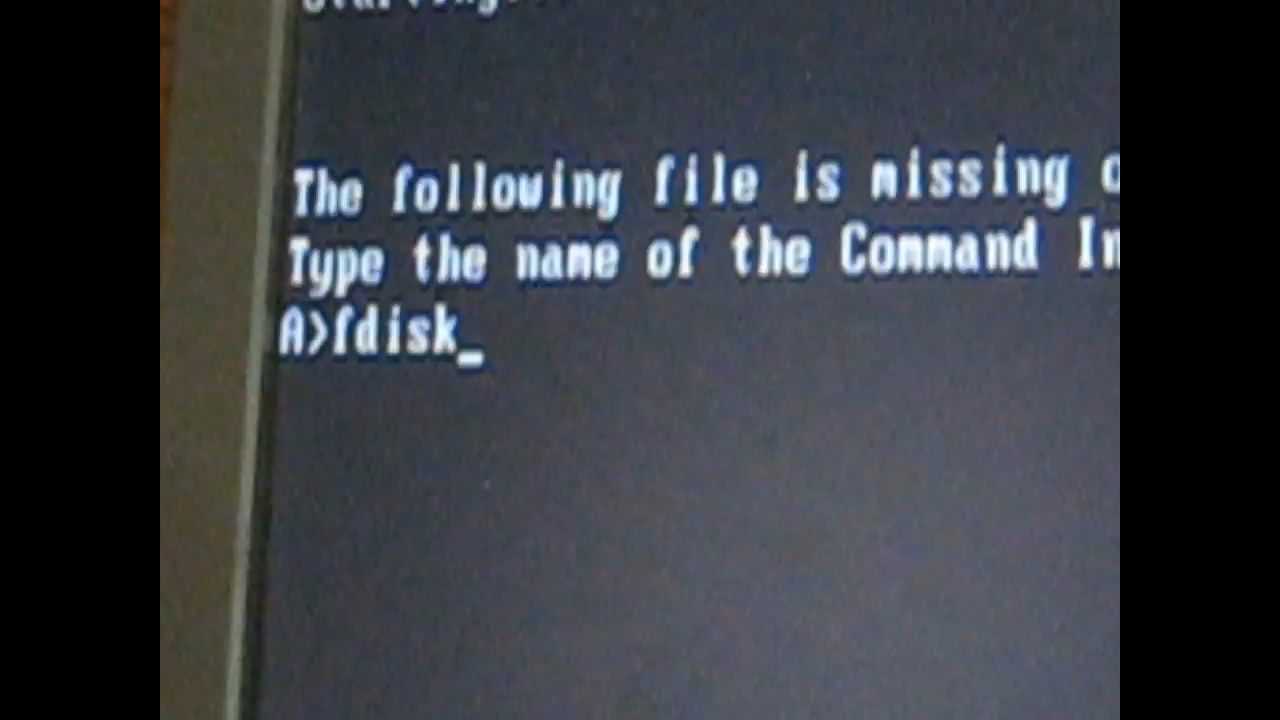 The following file is missing
Type the name of the Command
A>fdisk_